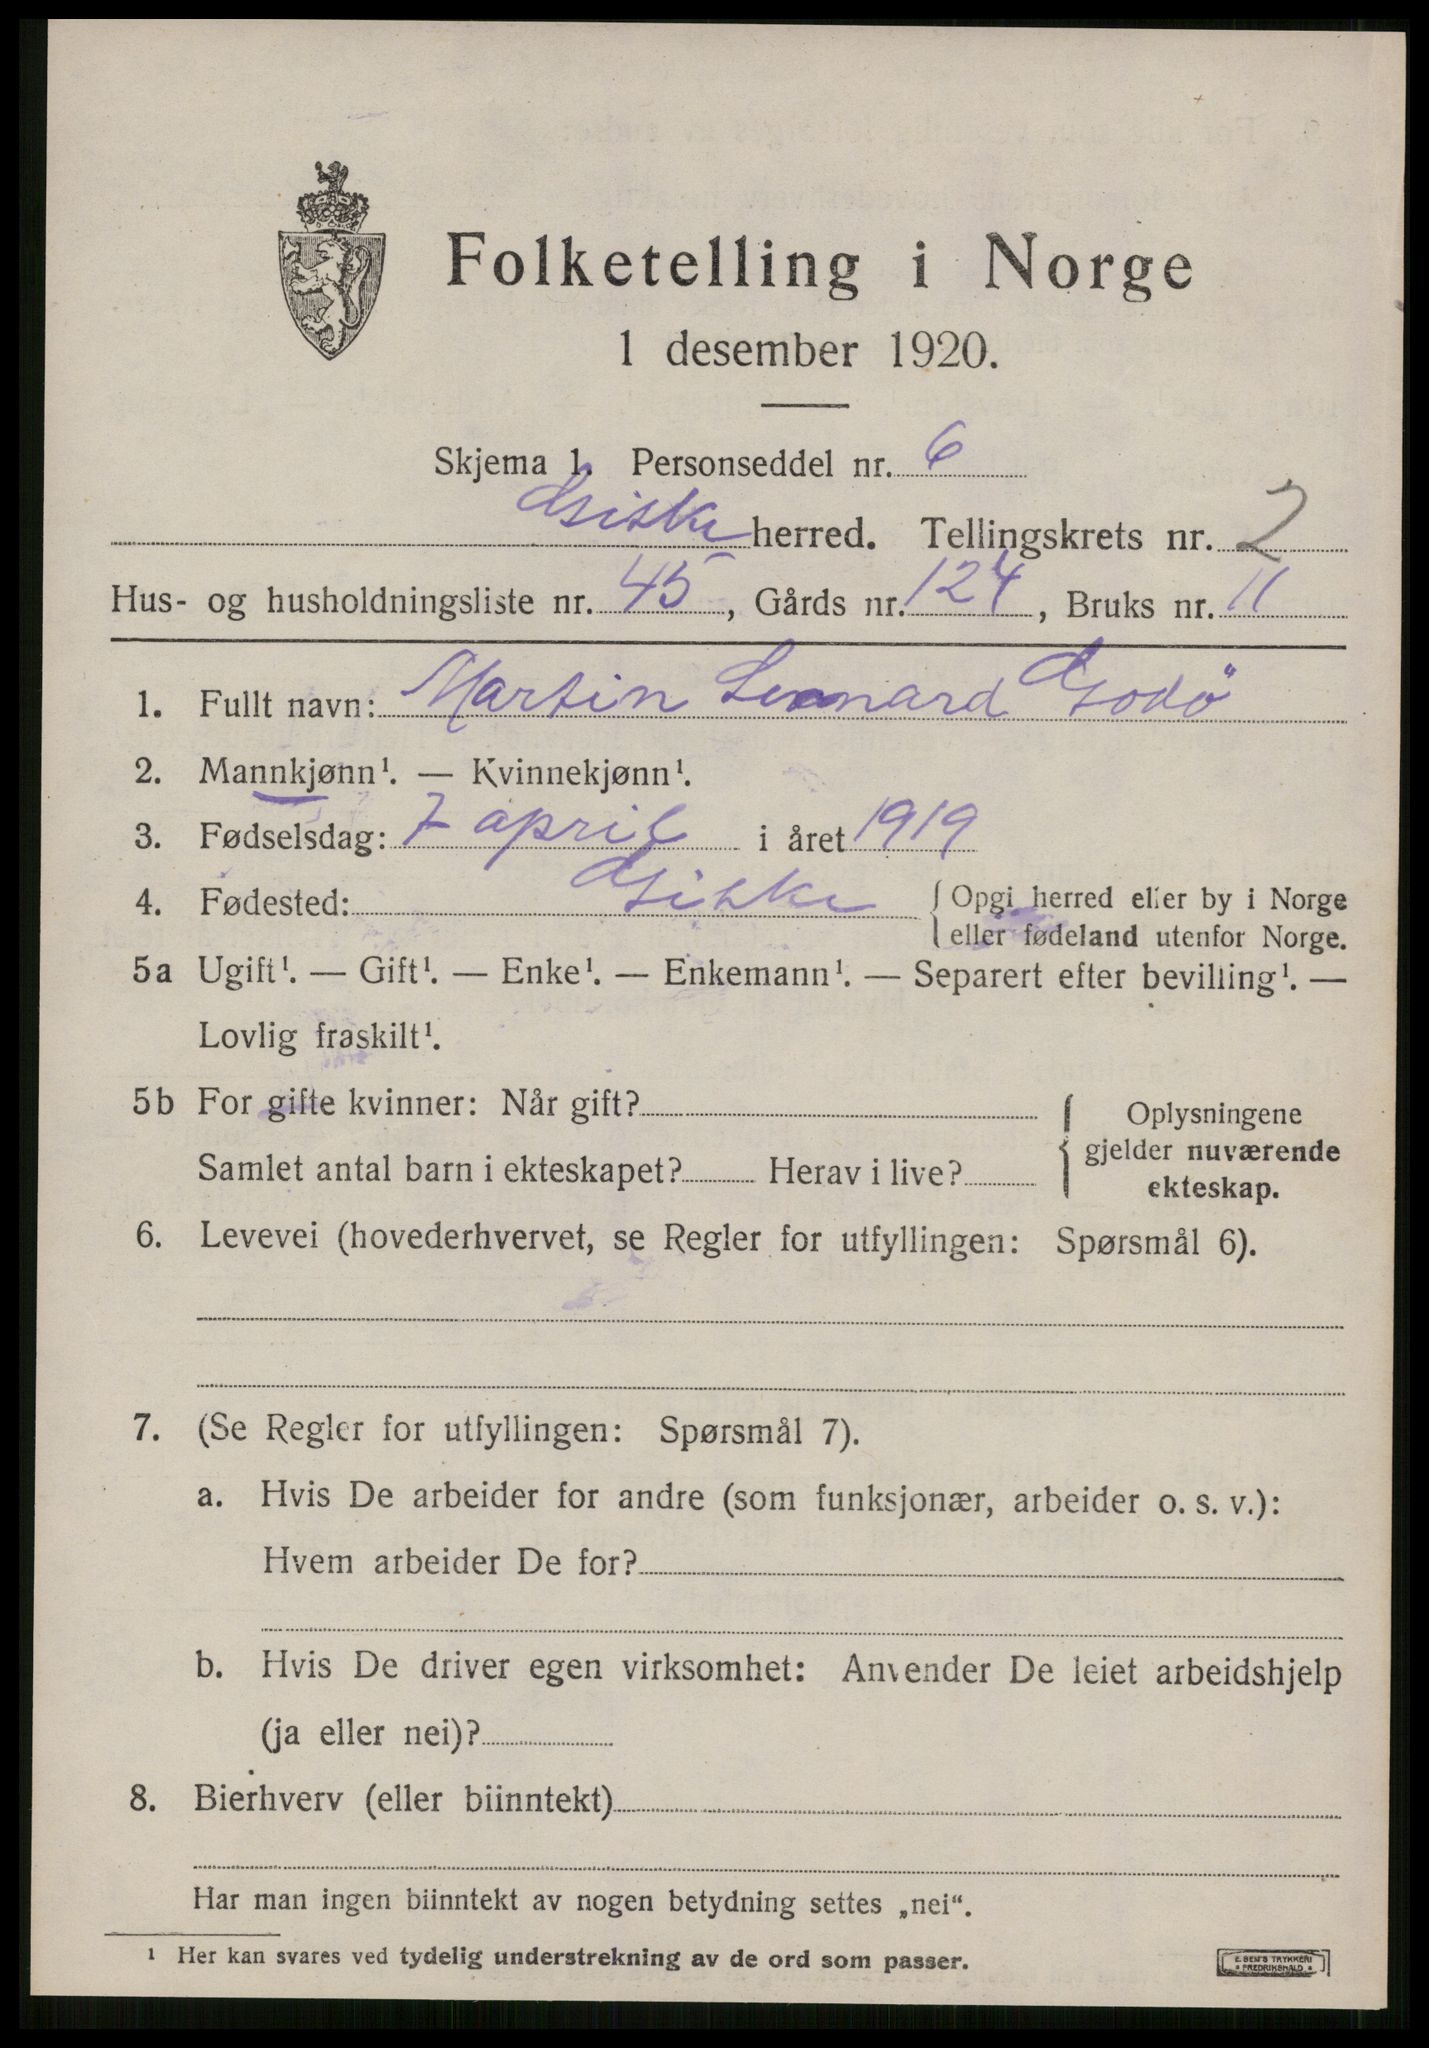 Folketelling i Norge
1 desember 1920.
Skjema 1. Personseddel nr. 6
Giske herred. Tellingskrets nr. 2
Hus- og husholdningsliste nr. 45, Gårds nr. 124, Bruks nr. 11
1. Fullt navn: Martin Lennard Godö
2. Mannkjønn¹. — Kvinnekjønn¹.
3. Fødselsdag: 7 april i året 1919
4. Fødested: Giske { Opgi herred eller by i Norge
eller fødeland utenfor Norge.
5a Ugift¹. — Gift¹. — Enke¹. — Enkemann¹. — Separert efter bevilling¹. —
Lovlig fraskilt¹.
5b For gifte kvinner: Når gift? { Oplysningene
gjelder nuværende
ekteskap.
Samlet antal barn i ekteskapet? Herav i live?
6. Levevei (hovederhvervet, se Regler for utfyllingen: Spørsmål 6).
7. (Se Regler for utfyllingen: Spørsmål 7).
a. Hvis De arbeider for andre (som funksjonær, arbeider o. s. v.):
Hvem arbeider De for?
b. Hvis De driver egen virksomhet: Anvender De leiet arbeidshjelp
(ja eller nei)?
8. Bierhverv (eller biinntekt)
Har man ingen biinntekt av nogen betydning settes „nei“.
¹ Her kan svares ved tydelig understrekning av de ord som passer.
E. SEM'S TRYKKERI
FREDRIKSHALD